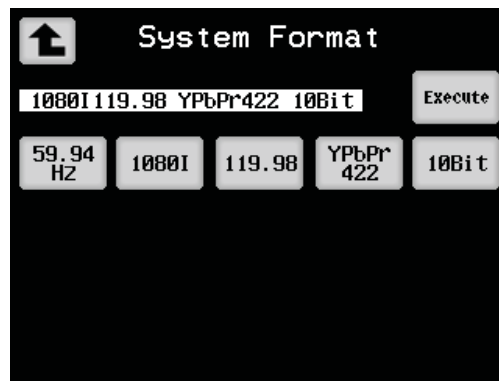 System Format
1080I119.98 YPbPr422 10Bit
Execute
59.94
HZ
1080I
119.98
YPbPr
422
10Bit